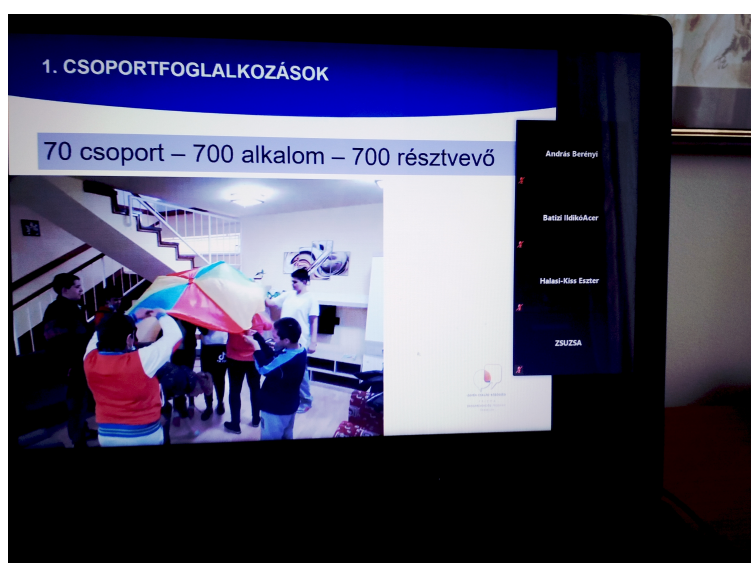 1. CSOPORTFOGLALKOZÁSOK
70 csoport – 700 alkalom – 700 résztvevő
András Berényi
Batizi IldikóAcer
Halasi-Kiss Eszter
ZSUZSA